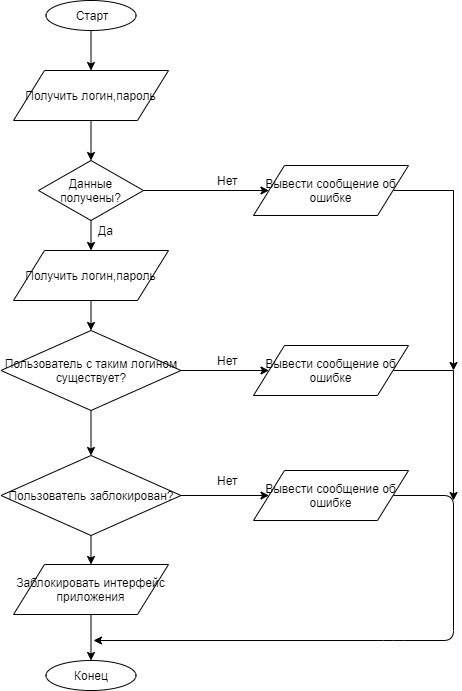 Старт
Получить логин,пароль
Данные
получены?
Нет
Вывести сообщение об
ошибке
Да
Получить логин,пароль
Пользователь с таким логином
существует?
Нет
Вывести сообщение об
ошибке
Пользователь заблокирован?
Нет
Вывести сообщение об
ошибке
Заблокировать интерфейс
приложения
Конец